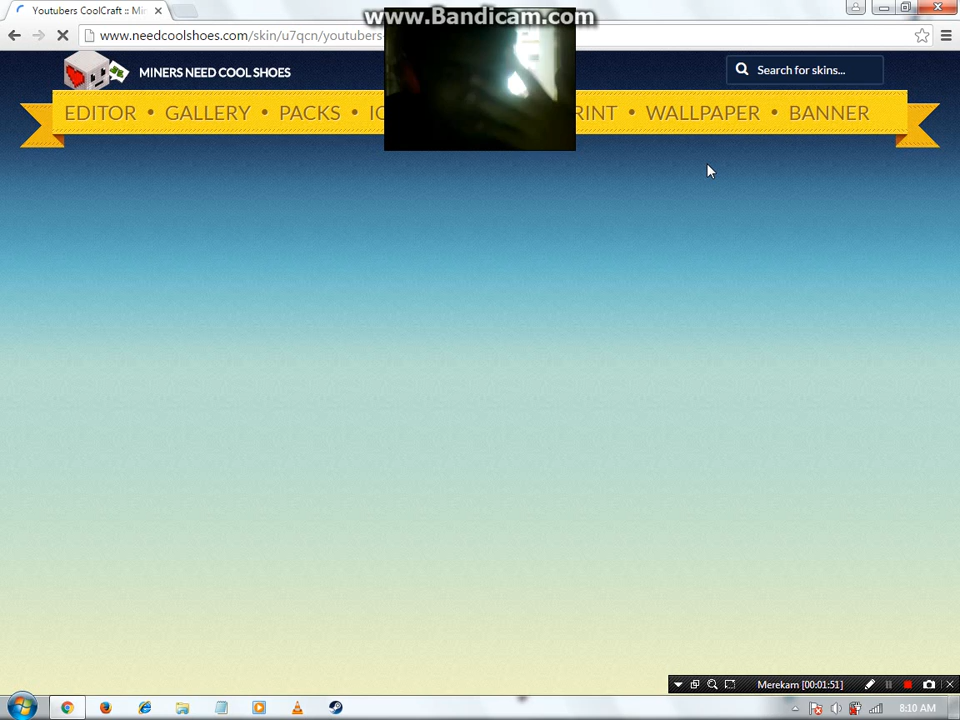 www.Bandicam.com
Youtubers CoolCraft :: Mi
www.needcoolshoes.com/skin/u7qcn/youtubers-
MINERS NEED COOL SHOES
Search for skins...
EDITOR • GALLERY • PACKS • RINT • WALLPAPER • BANNER
Merekam [00:01:51]
8:10 AM